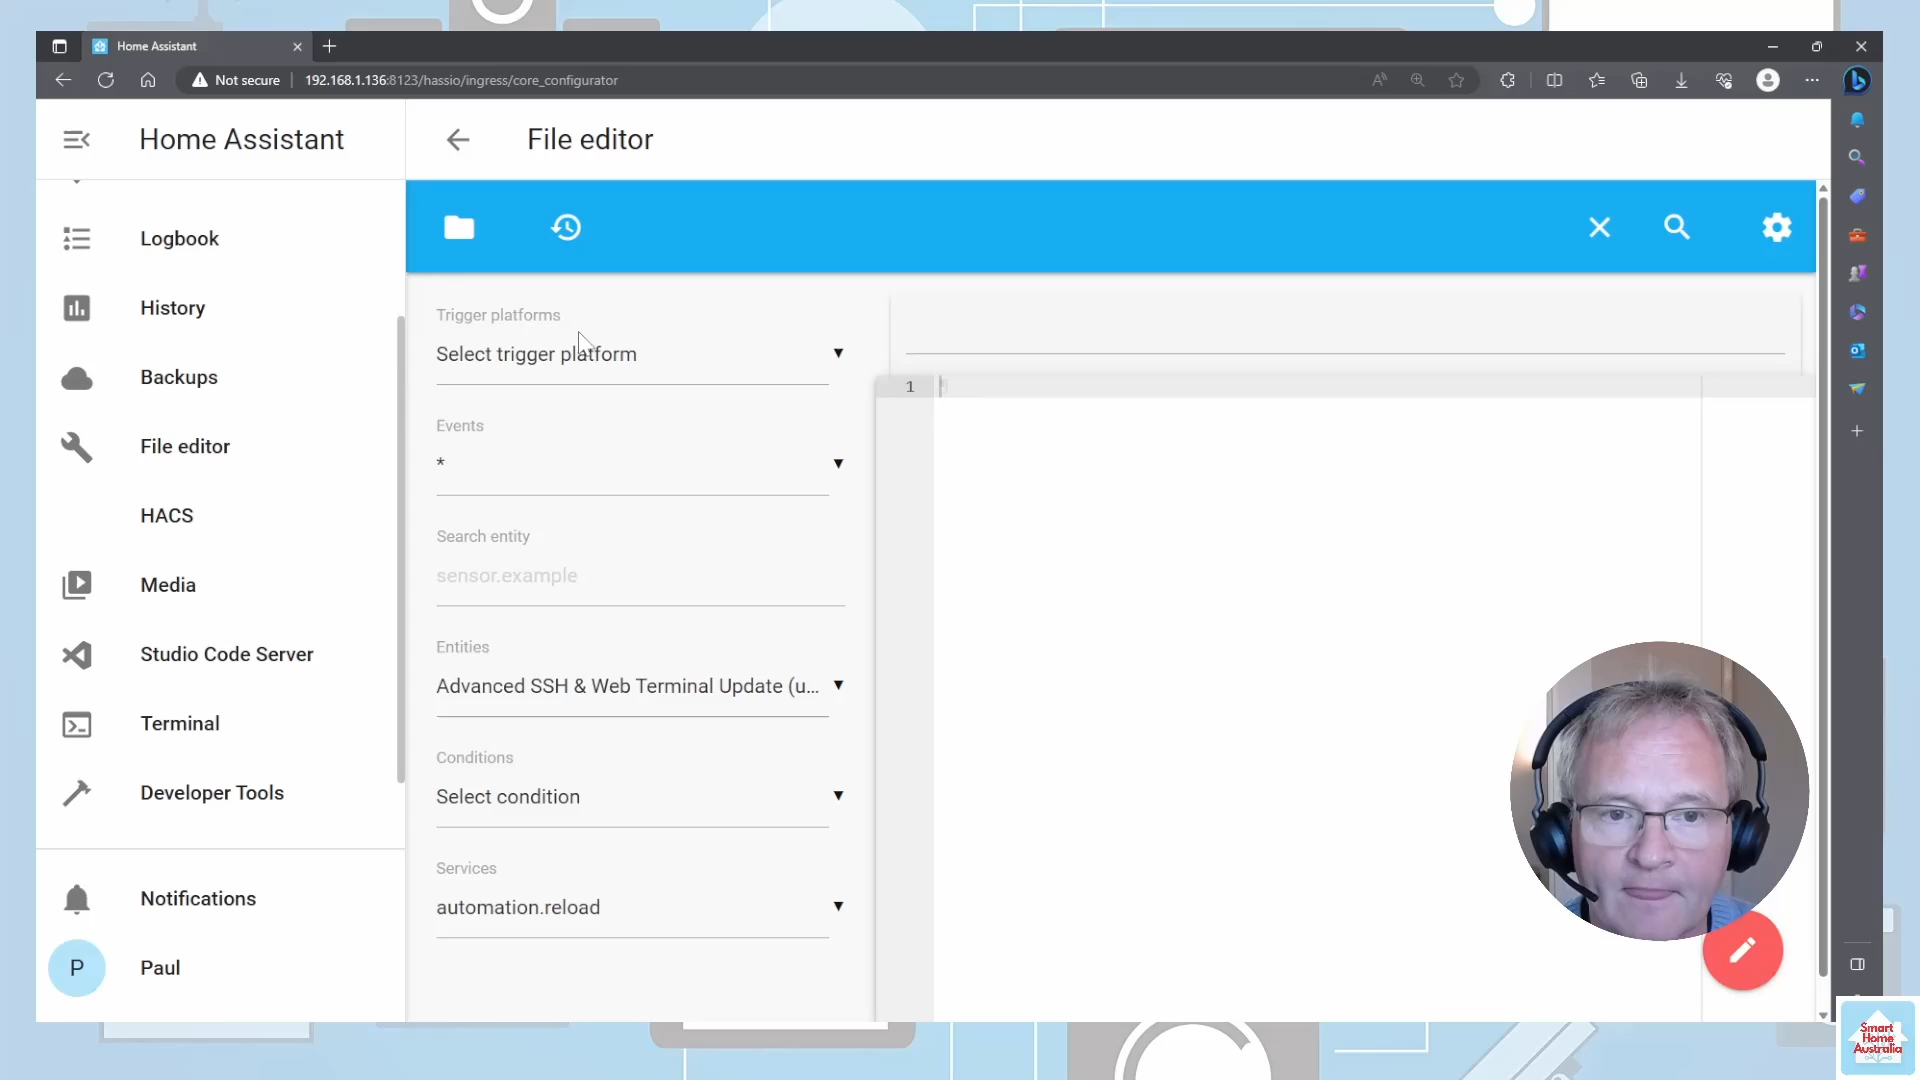 Home Assistant
Not secure
192.168.1.136:8123/hassio/ingress/core_configurator
Home Assistant
File editor
Logbook
History
Backups
File editor
HACS
Media
Studio Code Server
Terminal
Developer Tools
Notifications
P
Paul
Trigger platforms
Select trigger platform
Events
*
Search entity
sensor.example
Entities
Advanced SSH & Web Terminal Update (u...
Conditions
Select condition
Services
automation.reload
1
Smart
Home
Australia